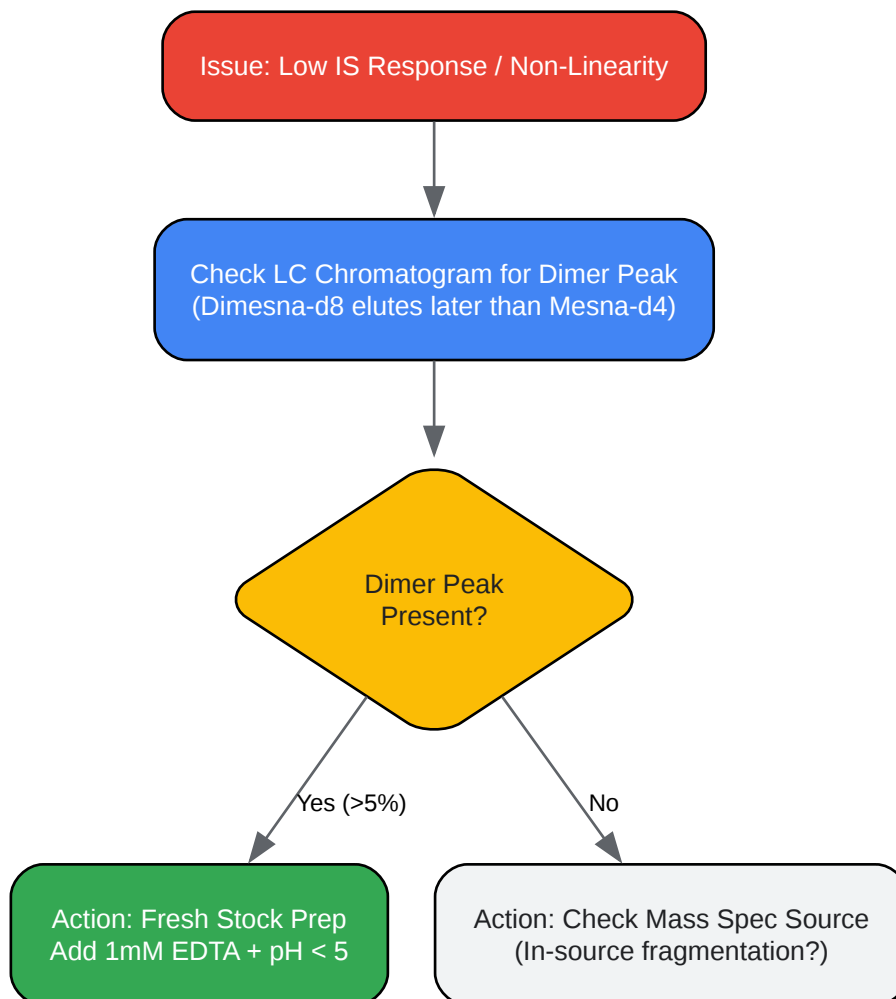 Issue: Low IS Response / Non-Linearity
Check LC Chromatogram for Dimer Peak
(Dimesna-d8 elutes later than Mesna-d4)
Dimer Peak
Present?
Yes (>5%)
No
Action: Fresh Stock Prep
Add 1mM EDTA + pH < 5
Action: Check Mass Spec Source
(In-source fragmentation?)